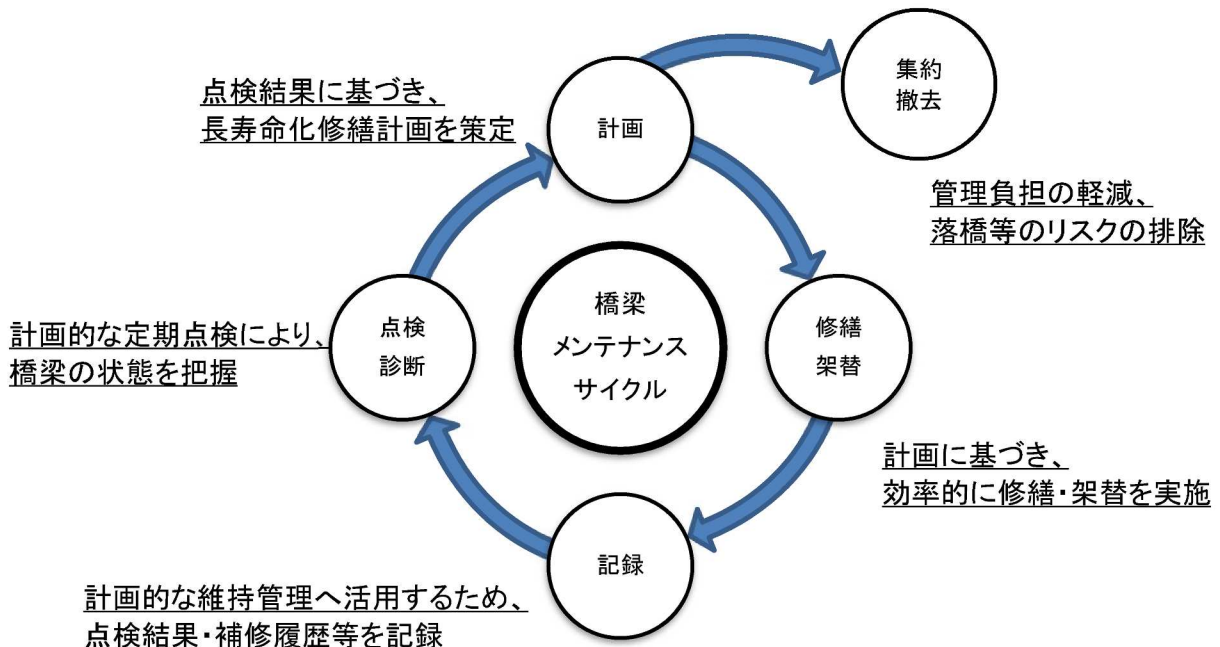 集約
撤去
点検結果に基づき、
長寿命化修繕計画を策定
計画
管理負担の軽減、
落橋等のリスクの排除
橋梁
メンテナンス
サイクル
点検
診断
修繕
架替
計画的な定期点検により、
橋梁の状態を把握
計画に基づき、
効率的に修繕・架替を実施
記録
計画的な維持管理へ活用するため、
点検結果・補修履歴等を記録